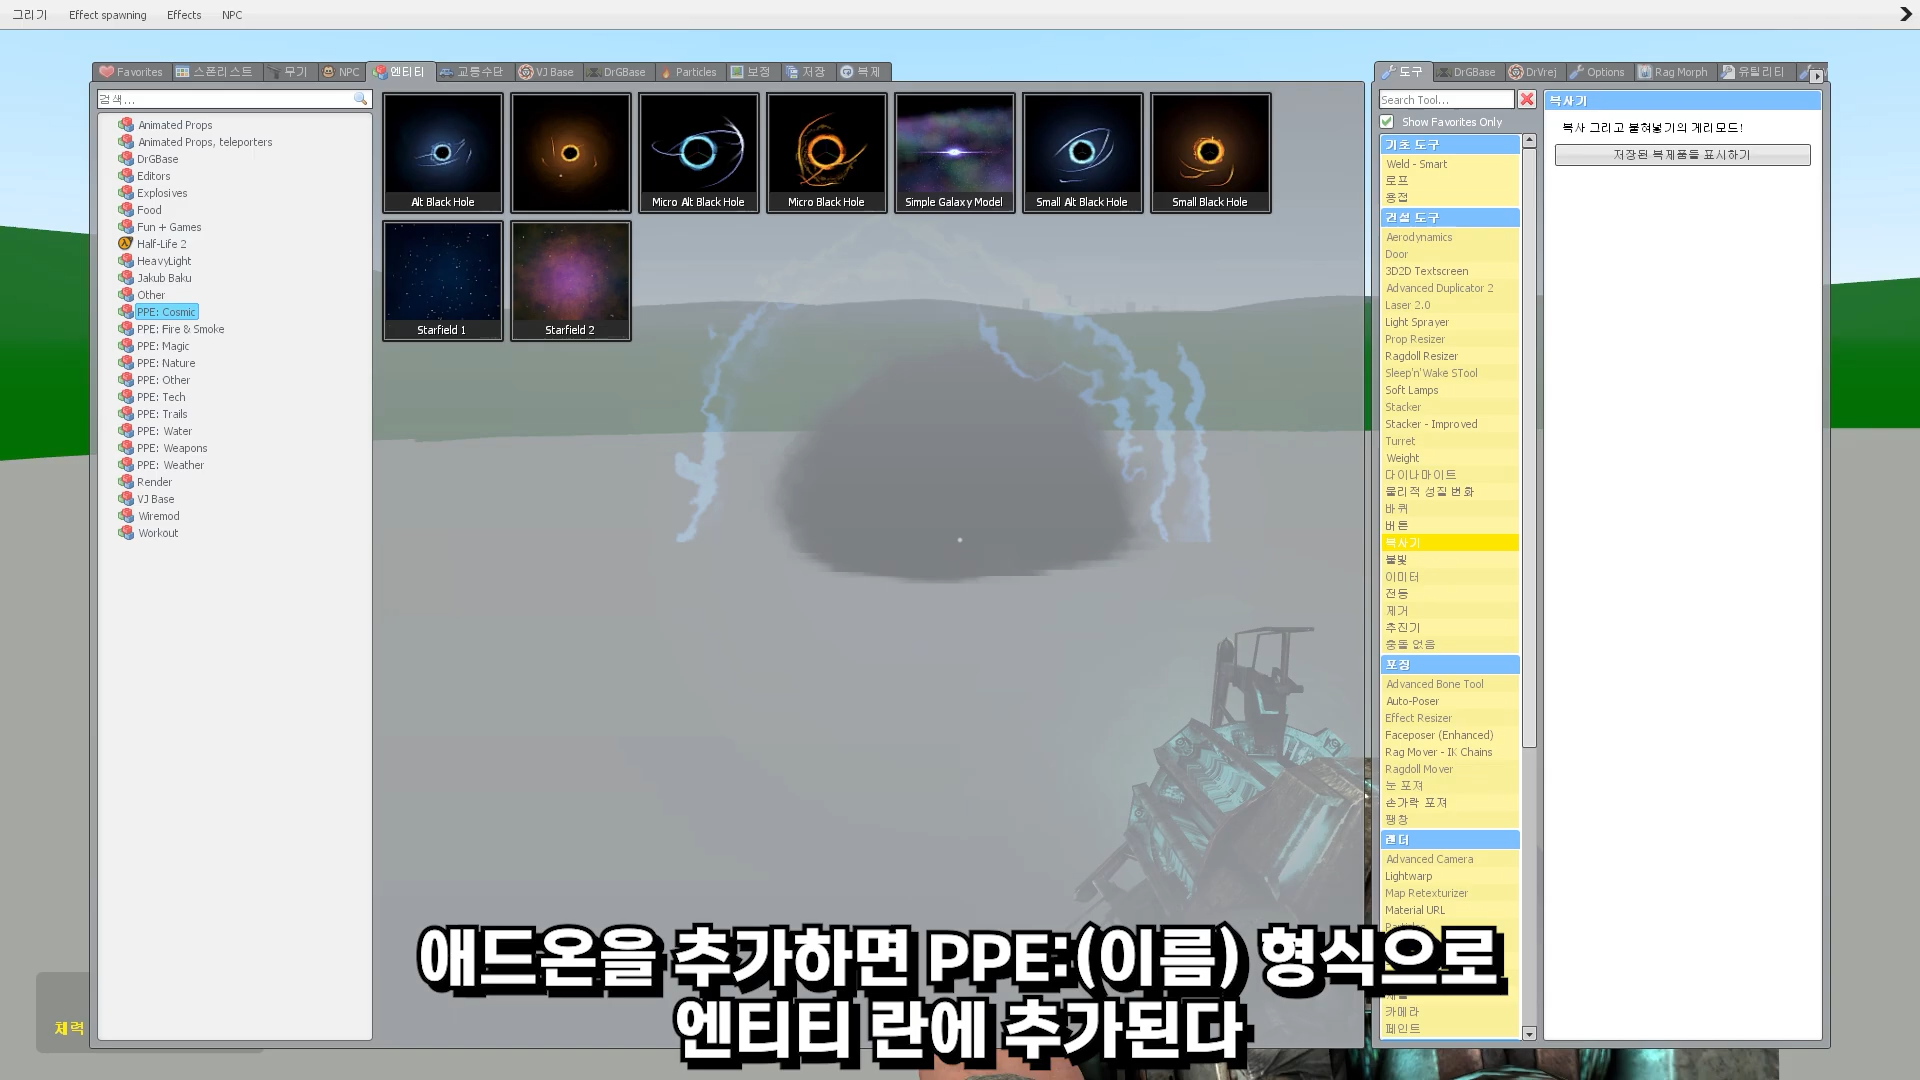 그리기 Effect spawning Effects NPC
Favorites 스폰리스트 무기 NPC 엔티티 교통수단 VJ Base DrGBase Particles 보정 저장 복제
검색...
Animated Props
Animated Props, teleporters
DrGBase
Editors
Explosives
Food
Fun + Games
Half-Life 2
HeavyLight
Jakub Baku
Other
PPE: Cosmic
PPE: Fire & Smoke
PPE: Magic
PPE: Nature
PPE: Other
PPE: Tech
PPE: Trails
PPE: Water
PPE: Weapons
PPE: Weather
Render
VJ Base
Wiremod
Workout
Alt Black Hole
Micro Alt Black Hole
Micro Black Hole
Simple Galaxy Model
Small Alt Black Hole
Small Black Hole
Starfield 1
Starfield 2
도구 DrGBase DrVrej Options Rag Morph 유틸리티
Search Tool...
Show Favorites Only
기초 도구
Weld - Smart
로프
용접
건설 도구
Aerodynamics
Door
3D2D Textscreen
Advanced Duplicator 2
Laser 2.0
Light Sprayer
Prop Resizer
Ragdoll Resizer
Sleep'n'Wake STool
Soft Lamps
Stacker
Stacker - Improved
Turret
Weight
다이나마이트
물리적 성질 변화
바퀴
버튼
복사기
불빛
이미터
전등
제거
추진기
충돌 없음
포징
Advanced Bone Tool
Auto-Poser
Effect Resizer
Faceposer (Enhanced)
Rag Mover - IK Chains
Ragdoll Mover
눈 포져
손가락 포져
팽창
렌더
Advanced Camera
Lightwarp
Map Retexturizer
Material URL
카메라
페인트
복사기
복사 그리고 붙혀넣기의 게리모드!
저장된 복제품들 표시하기
체력
애드온을 추가하면 PPE:(이름) 형식으로
엔티티 란에 추가된다